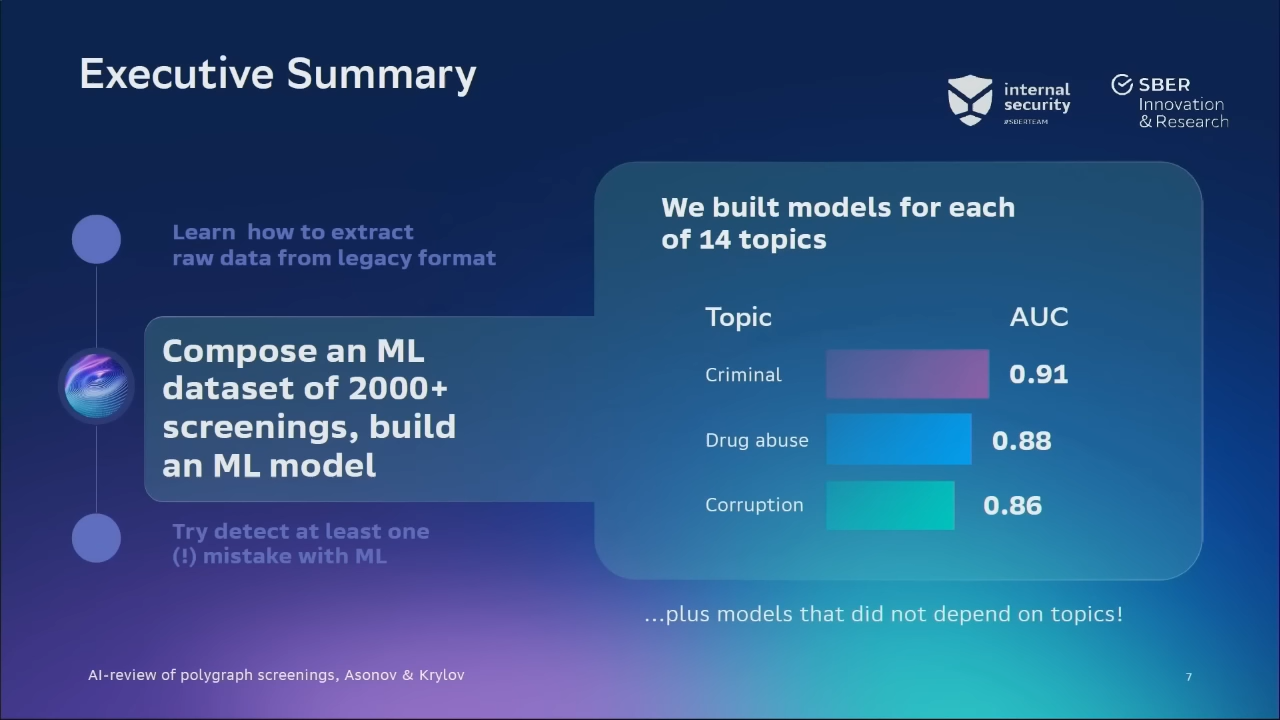 Executive Summary
internal
security
#SBERTEAM
SBER
Innovation
& Research
Learn how to extract
raw data from legacy format
Compose an ML
dataset of 2000+
screenings, build
an ML model
Try detect at least one
(!) mistake with ML
We built models for each
of 14 topics
Topic AUC
Criminal 0.91
Drug abuse 0.88
Corruption 0.86
...plus models that did not depend on topics!
AI-review of polygraph screenings, Asonov & Krylov
7